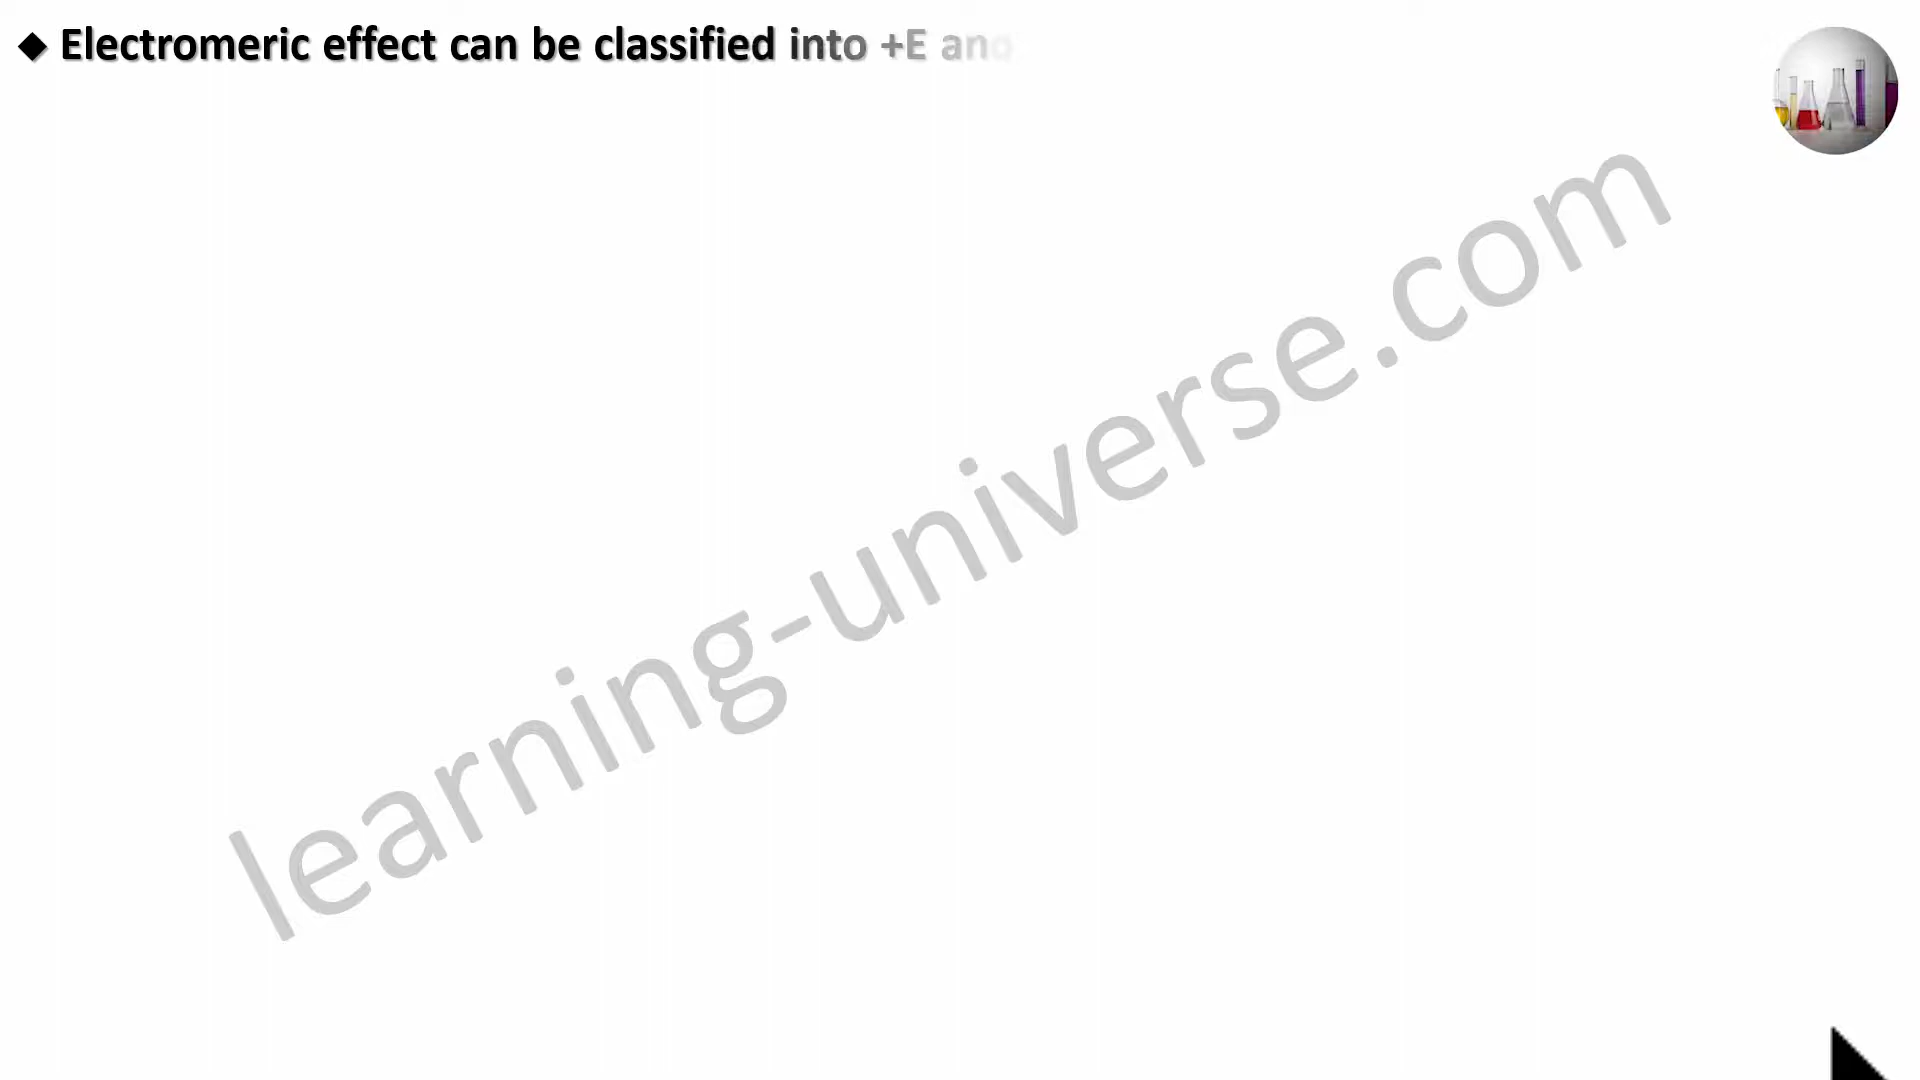 ◆ Electromeric effect can be classified into +E and
learning-universe.com